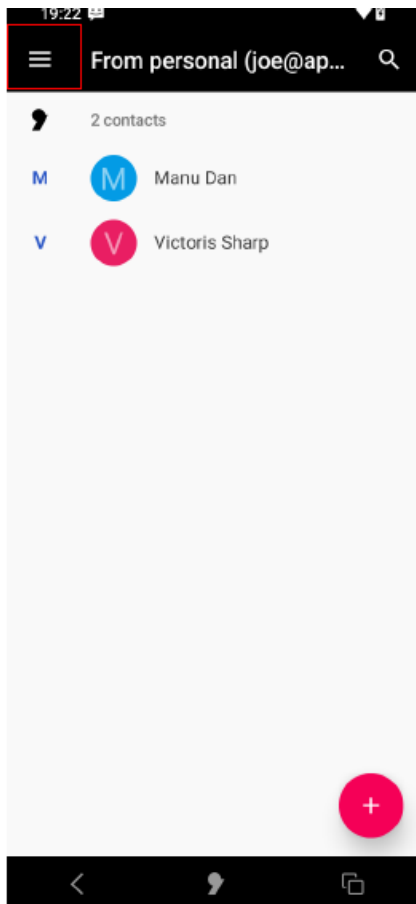 19:22
From personal (joe@ap...
2 contacts
M M Manu Dan
V V Victoris Sharp
+